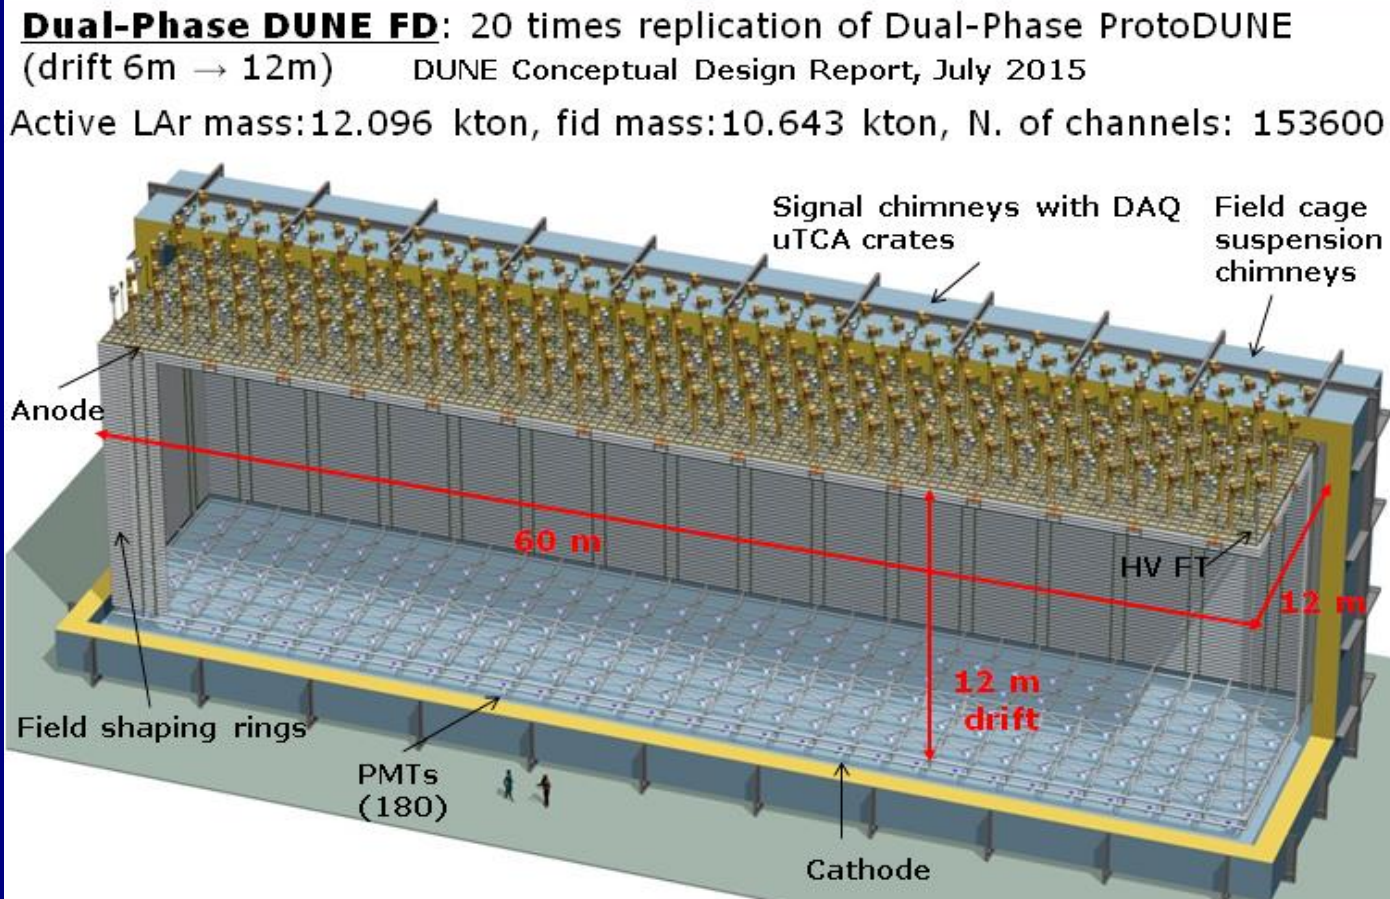 Dual-Phase DUNE FD: 20 times replication of Dual-Phase ProtoDUNE
(drift 6m → 12m) DUNE Conceptual Design Report, July 2015
Active LAr mass:12.096 kton, fid mass:10.643 kton, N. of channels: 153600
Signal chimneys with DAQ
uTCA crates
Field cage
suspension
chimneys
Anode
60 m
HV FT
12 m
12 m
drift
Field shaping rings
PMTs
(180)
Cathode